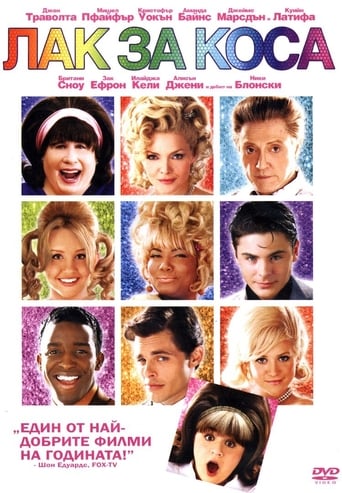 Джон Мишел Кристофър Аманда Джеймс Куийн
Траволта Пфайфър Уокън Байнс Марсдън Латифа
ЛАК ЗА КОСА
Британи Зак Илайджа Алисън Ники
Сноу Ефрон Кели Джени и дебют на Блонски
„ЕДИН ОТ НАЙ-
ДОБРИТЕ ФИЛМИ
НА ГОДИНАТА!"
- Шон Едуардс, FOX-TV
DVD
VIDEO